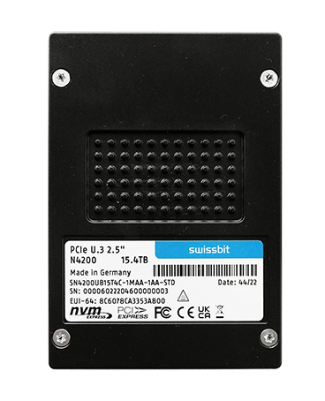 PCIe U.3 2.5"
swissbit
N4200 15.4TB
Made in Germany
SN4200UB15T4C-1MAA-1AA-STD Date: 44/22
SN: 00006022204600000003
EUI-64: 8C6078CA3353A800
nvm EXPRESS PCI EXPRESS CE FC UK CA